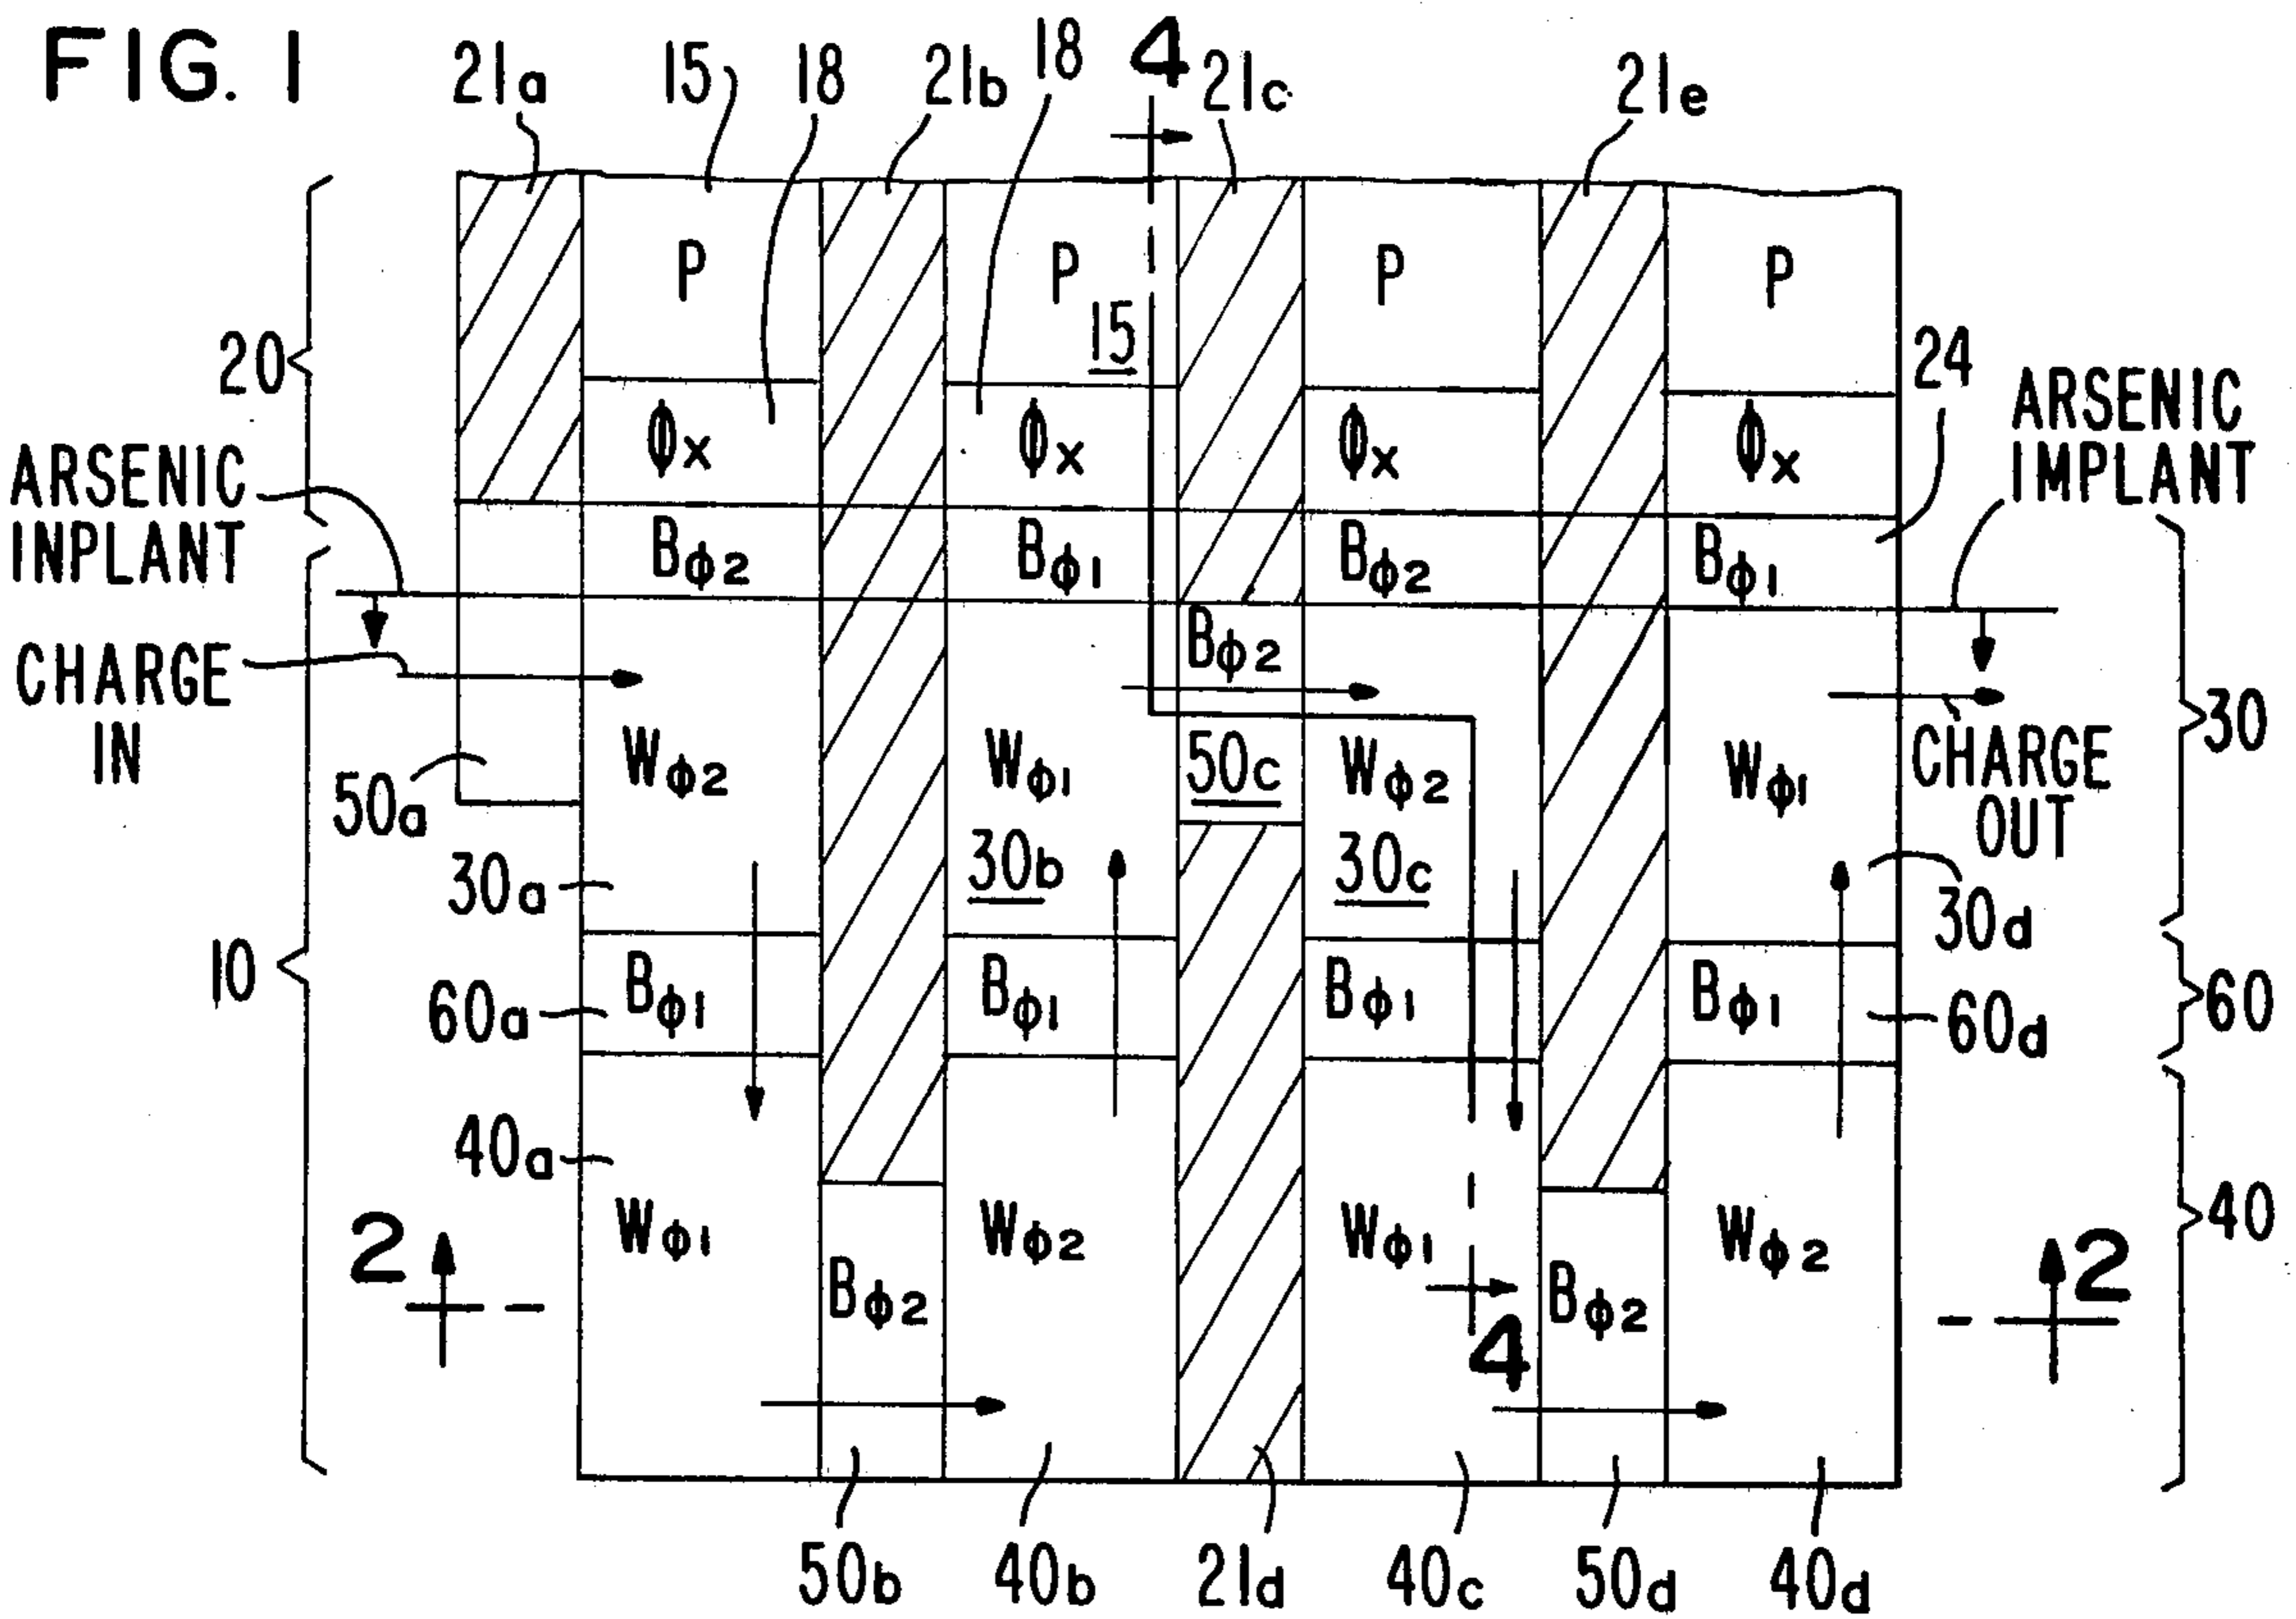 FIG. 1
21a 15 18 21b 18 4 21c 21e
P P P P
15
20
24
ARSENIC
INPLANT
ARSENIC
IMPLANT
ϕx ϕx ϕx ϕx
Bϕ2 Bϕ1 Bϕ2 Bϕ1
Bϕ2
CHARGE
IN
CHARGE
OUT
30
Wϕ2 Wϕ1 50c Wϕ2 Wϕ1
50a
30a 30b 30c 30d
10
60a Bϕ1 Bϕ1 Bϕ1 Bϕ1 60d 60
40a
40
2 Wϕ1 Wϕ2 Wϕ1 Wϕ2 2
Bϕ2 Bϕ2
4
50b 40b 21d 40c 50d 40d